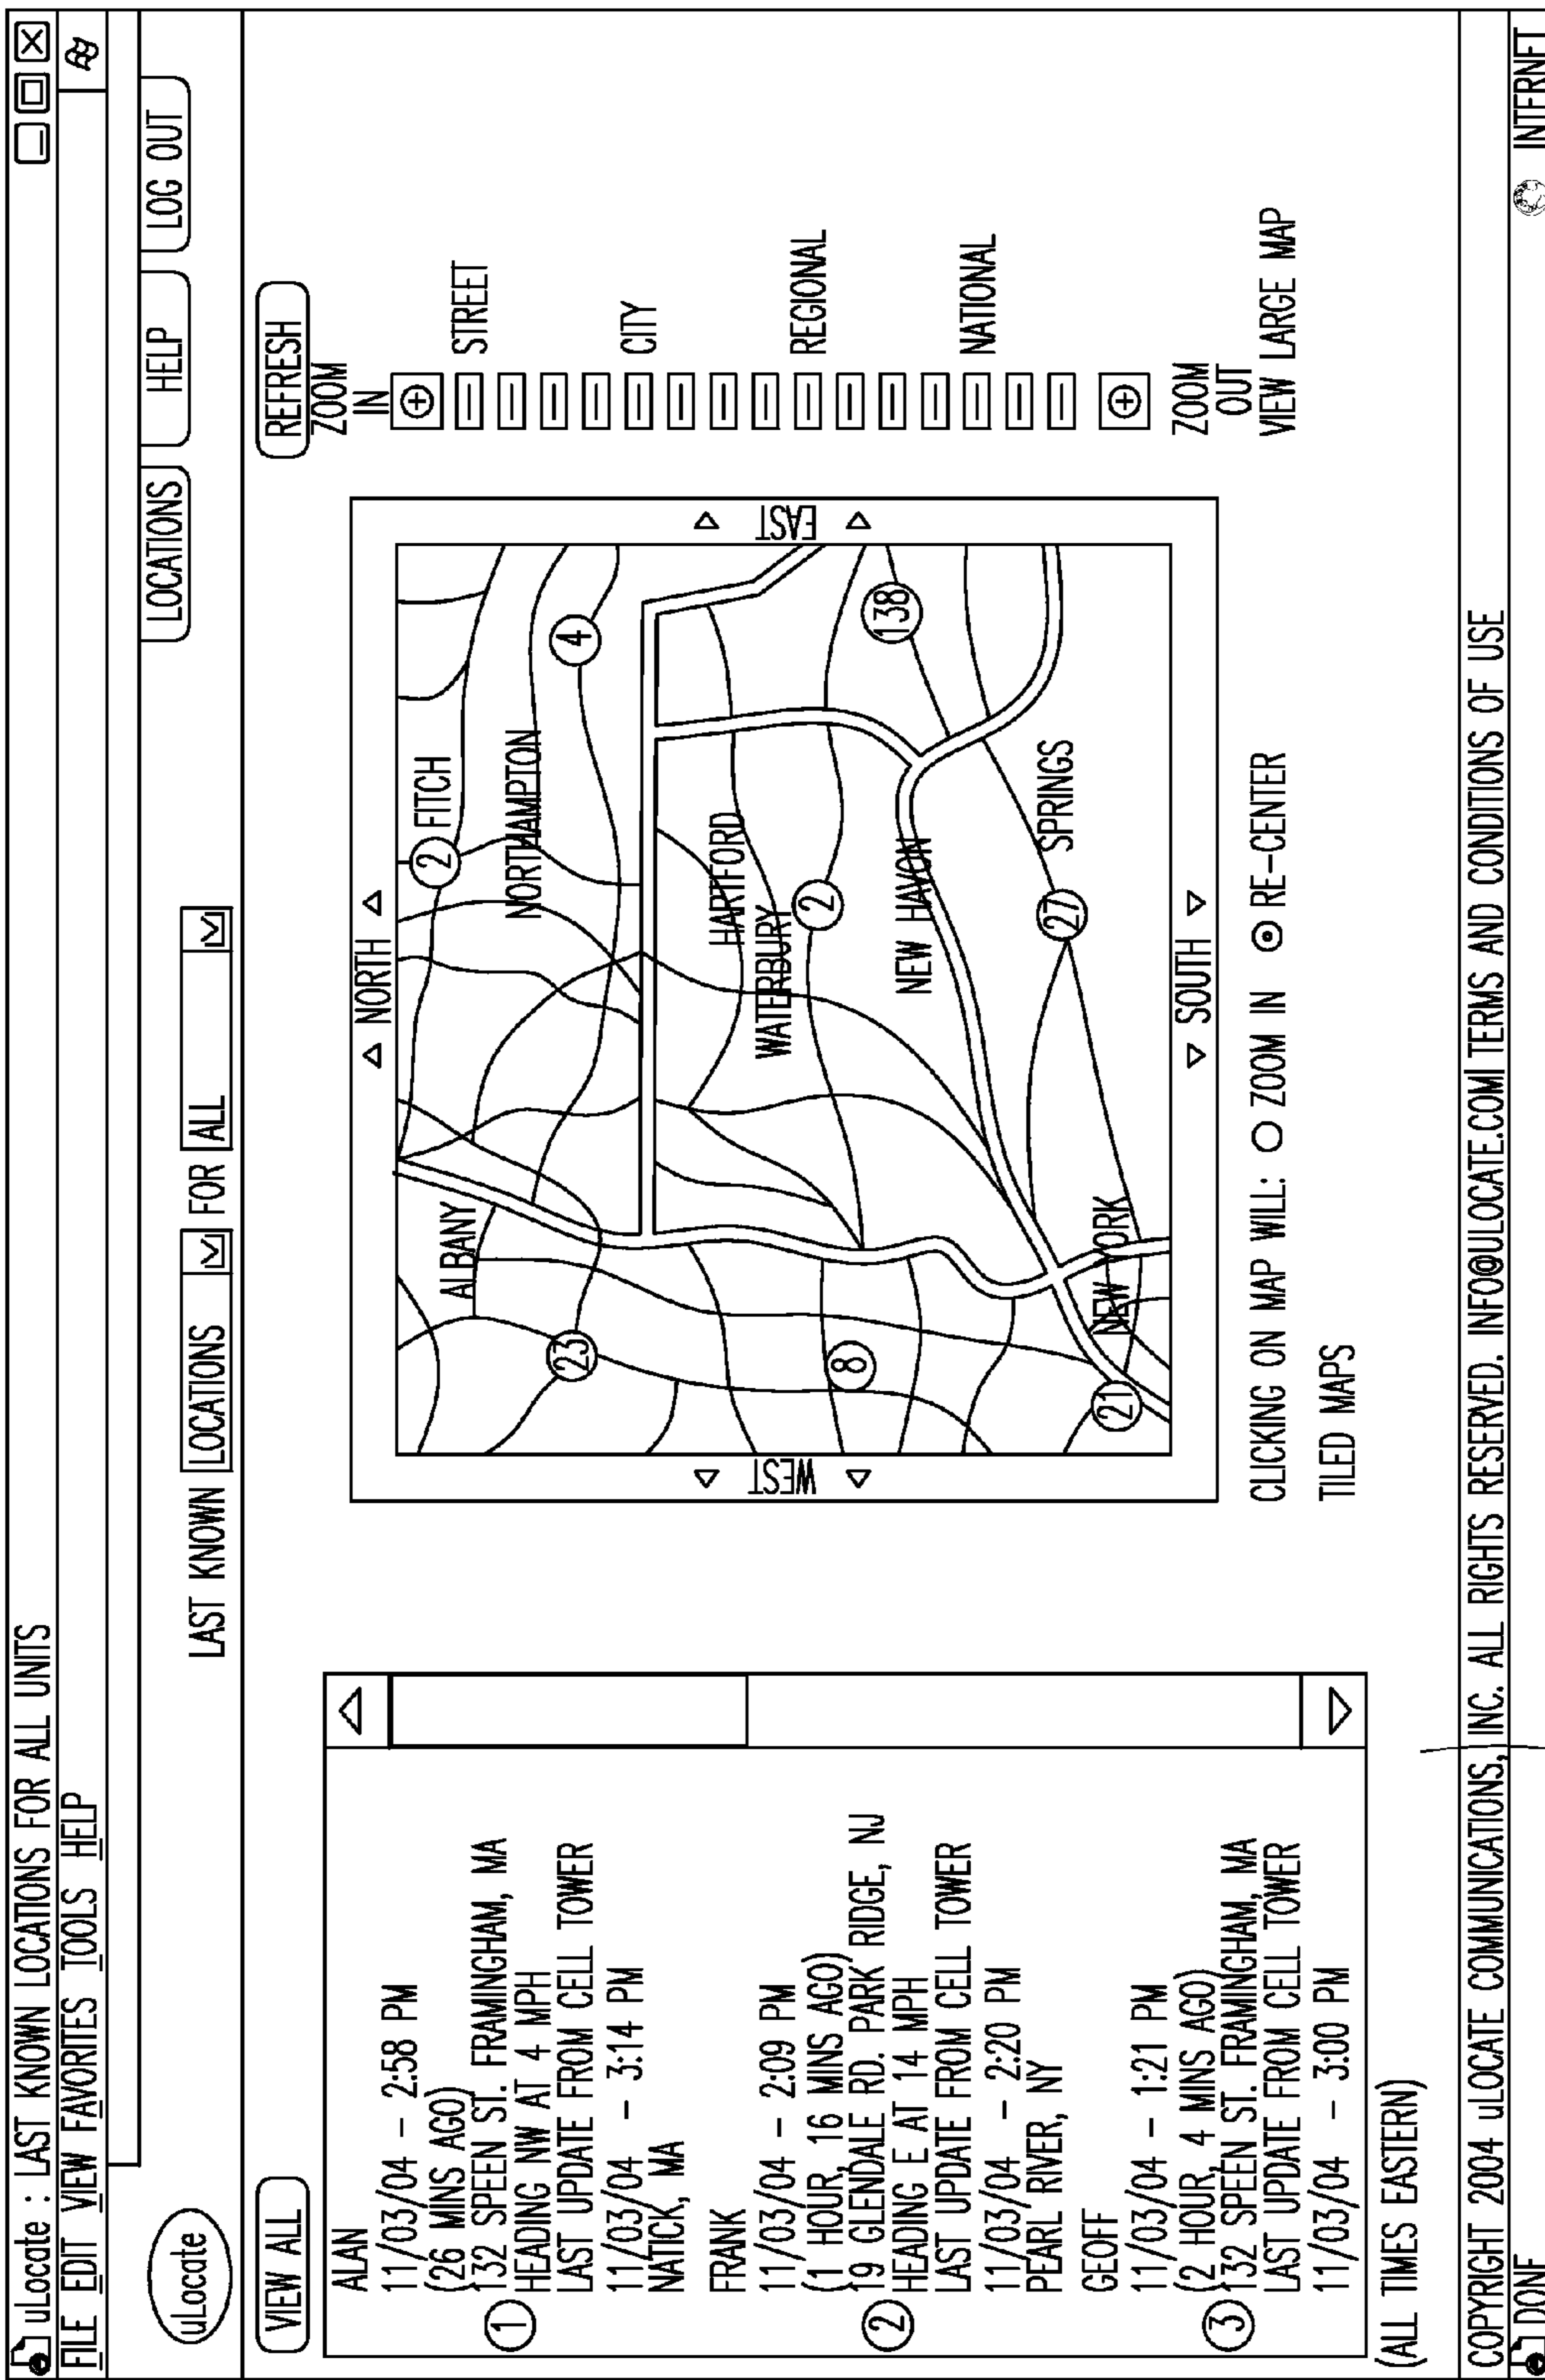 uLocate : LAST KNOWN LOCATIONS FOR ALL UNITS
FILE EDIT VIEW FAVORITES TOOLS HELP
uLocate
LOCATIONS HELP LOG OUT
LAST KNOWN LOCATIONS FOR ALL
VIEW ALL
ALAN
11/03/04 - 2:58 PM
(26 MINS AGO)
1 132 SPEEN ST. FRAMINGHAM, MA
HEADING NW AT 4 MPH
LAST UPDATE FROM CELL TOWER
11/03/04 - 3:14 PM
NATICK, MA
FRANK
11/03/04 - 2:09 PM
(1 HOUR, 16 MINS AGO)
2 19 GLENDALE RD. PARK RIDGE, NJ
HEADING E AT 14 MPH
LAST UPDATE FROM CELL TOWER
11/03/04 - 2:20 PM
PEARL RIVER, NY
GEOFF
11/03/04 - 1:21 PM
(2 HOUR, 4 MINS AGO)
3 132 SPEEN ST. FRAMINGHAM, MA
LAST UPDATE FROM CELL TOWER
11/03/04 - 3:00 PM
(ALL TIMES EASTERN)
NORTH
WEST
EAST
SOUTH
2 FITCH
ALBANY
NORTHAMPTON
23
4
HARTFORD
WATERBURY
8
2
138
NEW HAVON
27
SPRINGS
21
NEW YORK
CLICKING ON MAP WILL: ZOOM IN RE-CENTER
TILED MAPS
REFRESH
ZOOM
IN
STREET
CITY
REGIONAL
NATIONAL
ZOOM
OUT
VIEW LARGE MAP
COPYRIGHT 2004 uLOCATE COMMUNICATIONS, INC. ALL RIGHTS RESERVED. INFO@ULOCATE.COM| TERMS AND CONDITIONS OF USE
DONE INTERNET